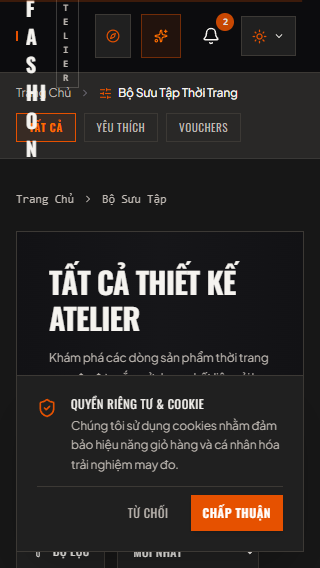 FASHION
TELIER
2
Trang Chủ > Bộ Sưu Tập Thời Trang
TẤT CẢ
YÊU THÍCH
VOUCHERS
Trang Chủ > Bộ Sưu Tập
TẤT CẢ THIẾT KẾ
ATELIER
Khám phá các dòng sản phẩm thời trang
QUYỀN RIÊNG TƯ & COOKIE
Chúng tôi sử dụng cookies nhằm đảm
bảo hiệu năng giỏ hàng và cá nhân hóa
trải nghiệm may đo.
TỪ CHỐI
CHẤP THUẬN
BỘ LỌC
MỚI NHẤT